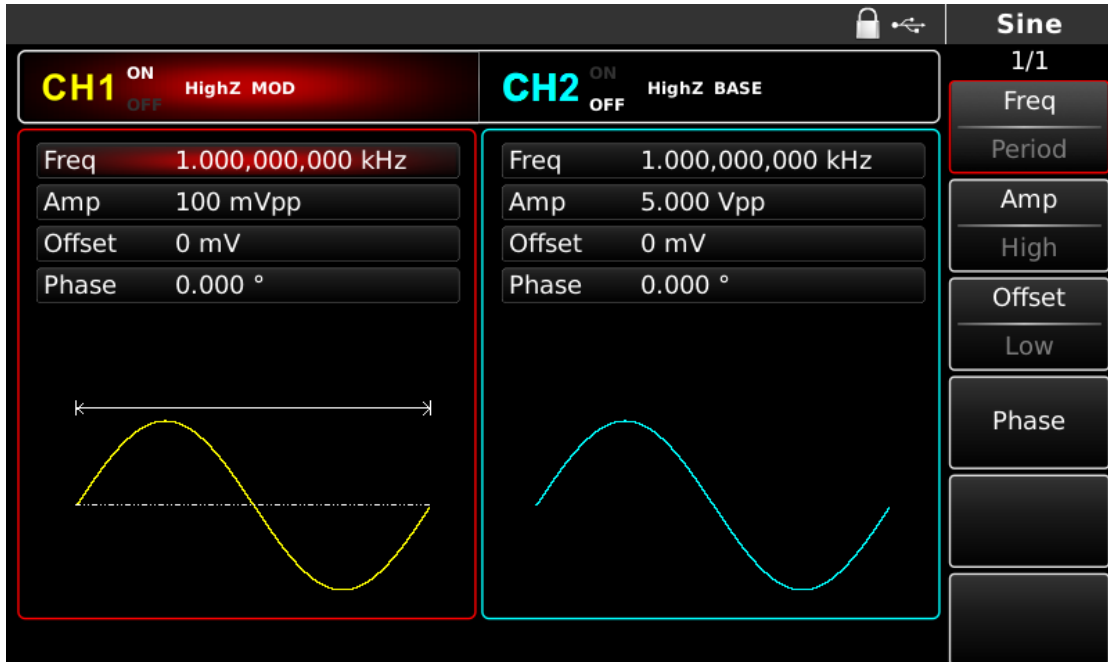 Sine
1/1
CH1 ON OFF HighZ MOD
CH2 ON OFF HighZ BASE
Freq 1.000,000,000 kHz
Amp 100 mVpp
Offset 0 mV
Phase 0.000 °
Freq 1.000,000,000 kHz
Amp 5.000 Vpp
Offset 0 mV
Phase 0.000 °
Freq
Period
Amp
High
Offset
Low
Phase